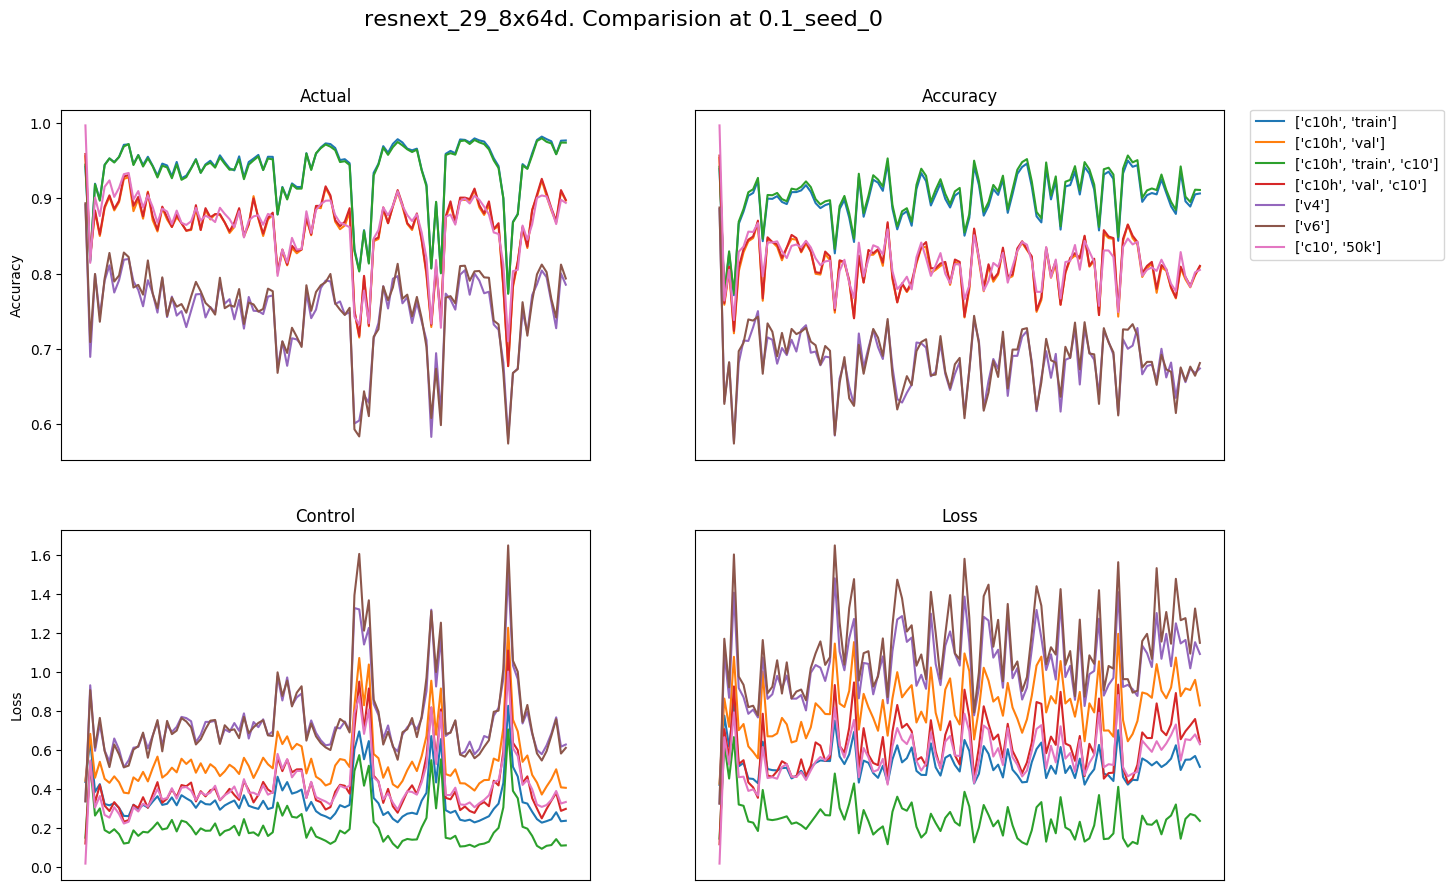 resnext_29_8x64d. Comparision at 0.1_seed_0
Actual
Accuracy
1.0
0.9
0.8
0.7
0.6
Accuracy
['c10h', 'train']
['c10h', 'val']
['c10h', 'train', 'c10']
['c10h', 'val', 'c10']
['v4']
['v6']
['c10', '50k']
Control
Loss
1.6
1.4
1.2
1.0
0.8
0.6
0.4
0.2
0.0
Loss